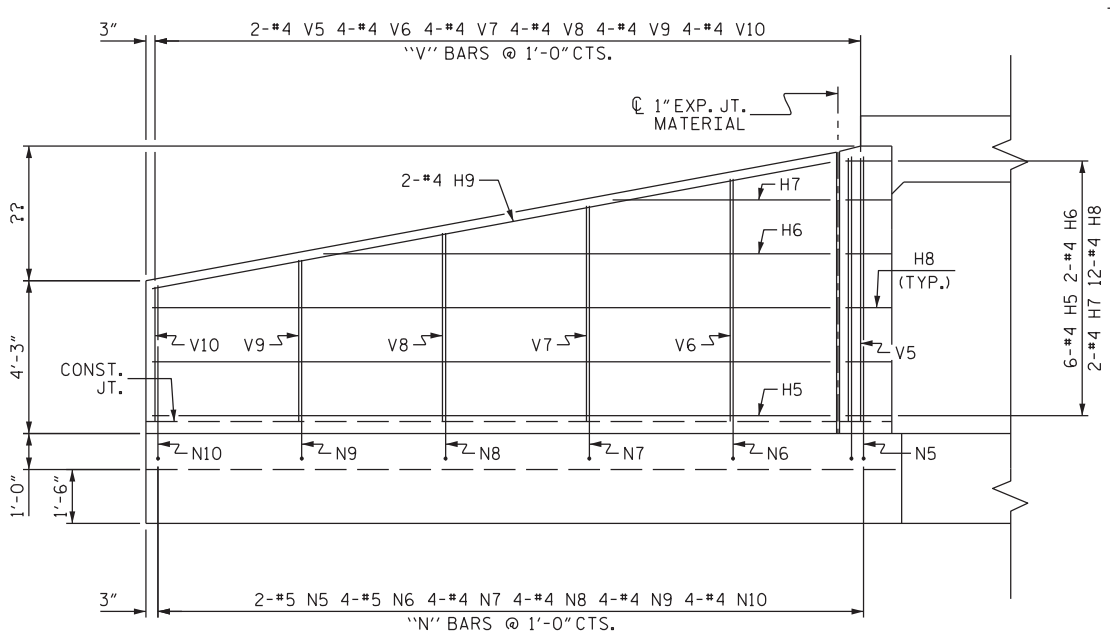 3"
2-#4 V5 4-#4 V6 4-#4 V7 4-#4 V8 4-#4 V9 4-#4 V10
"V" BARS @ 1'-0" CTS.
℄ 1" EXP. JT.
MATERIAL
2-#4 H9
H7
H6
H8
(TYP.)
??
4'-3"
1'-0"
1'-6"
6-#4 H5 2-#4 H6
2-#4 H7 12-#4 H8
V10
V9
V8
V7
V6
V5
CONST.
JT.
H5
N10
N9
N8
N7
N6
N5
3"
2-#5 N5 4-#5 N6 4-#4 N7 4-#4 N8 4-#4 N9 4-#4 N10
"N" BARS @ 1'-0" CTS.